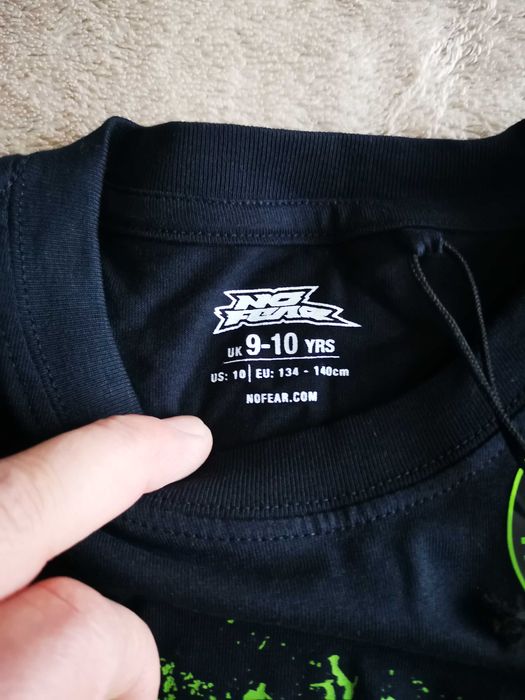 NO
FEAR
UK 9-10 YRS
US: 10 | EU: 134 - 140cm
NOFEAR.COM